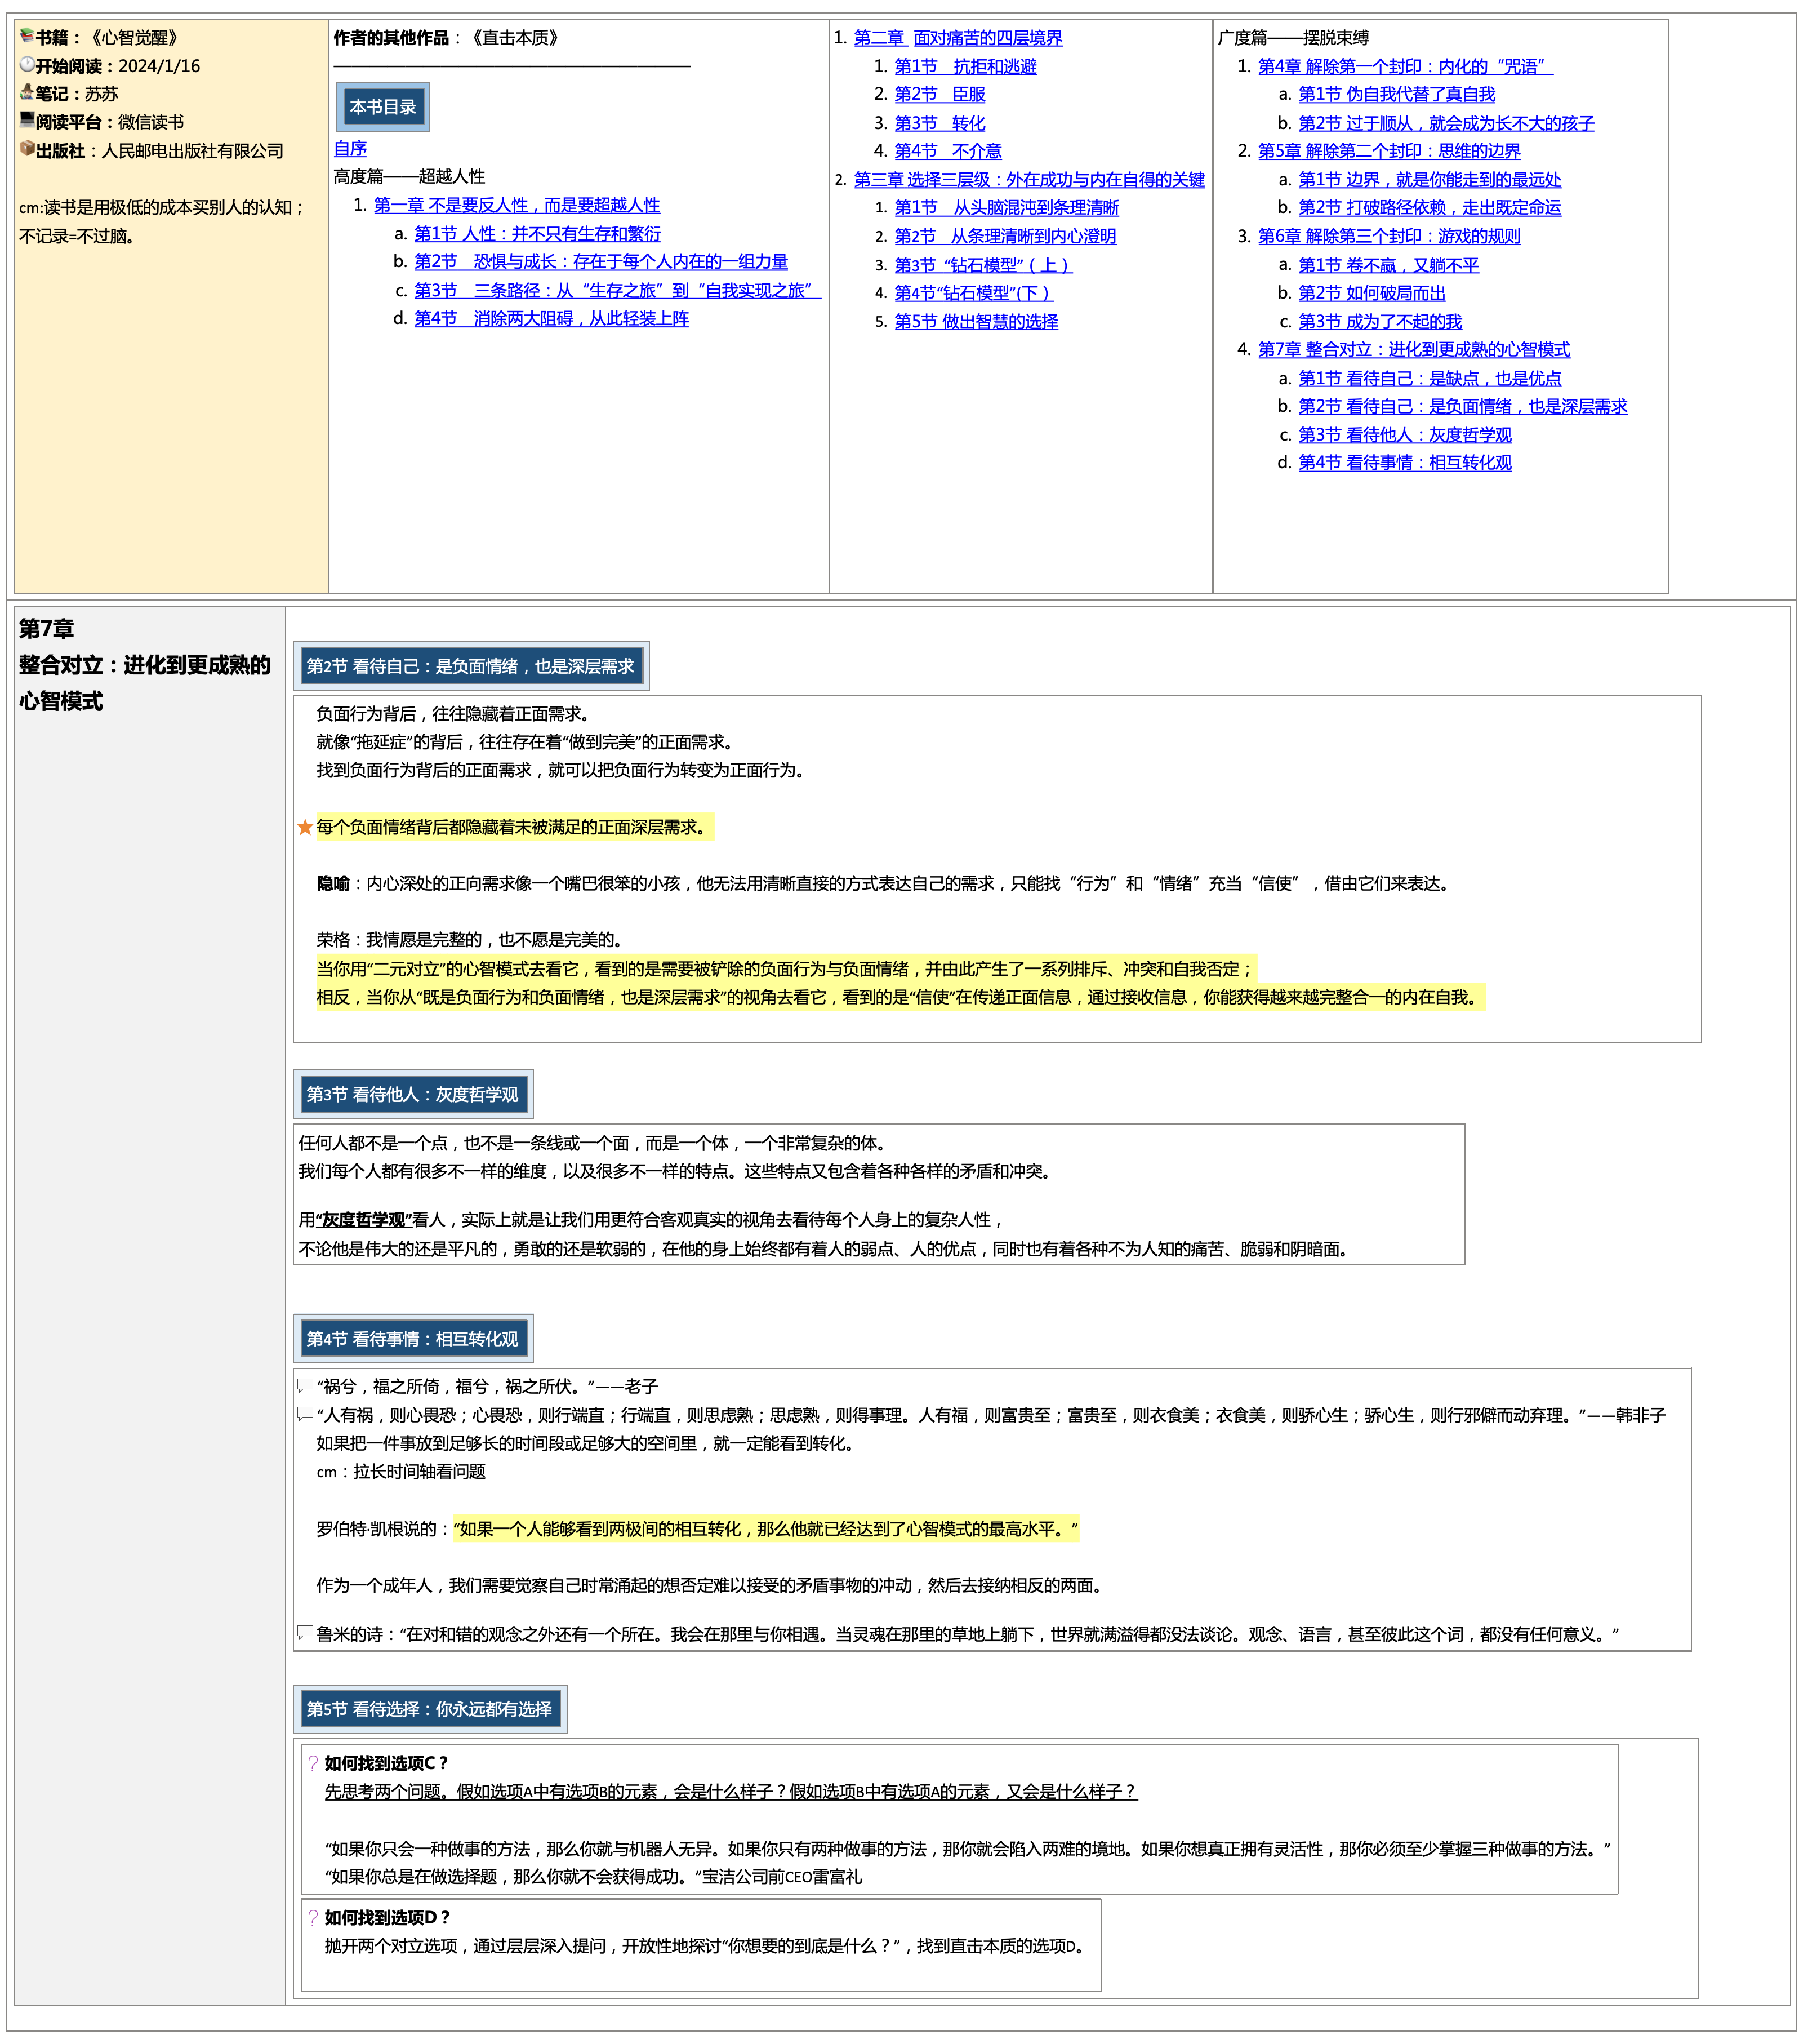 书籍：《心智觉醒》
开始阅读：2024/1/16
笔记：苏苏
阅读平台：微信读书
出版社：人民邮电出版社有限公司
cm:读书是用极低的成本买别人的认知；
不记录=不过脑。
作者的其他作品：《直击本质》
————————————————————
本书目录
自序
高度篇——超越人性
1. 第一章 不是要反人性，而是要超越人性
a. 第1节 人性：并不只有生存和繁衍
b. 第2节 恐惧与成长：存在于每个人内在的一组力量
c. 第3节 三条路径：从“生存之旅”到“自我实现之旅”
d. 第4节 消除两大阻碍，从此轻装上阵
1. 第二章 面对痛苦的四层境界
1. 第1节 抗拒和逃避
2. 第2节 臣服
3. 第3节 转化
4. 第4节 不介意
2. 第三章 选择三层级：外在成功与内在自得的关键
1. 第1节 从头脑混沌到条理清晰
2. 第2节 从条理清晰到内心澄明
3. 第3节 “钻石模型”（上）
4. 第4节“钻石模型”(下）
5. 第5节 做出智慧的选择
广度篇——摆脱束缚
1. 第4章 解除第一个封印：内化的“咒语”
a. 第1节 伪自我代替了真自我
b. 第2节 过于顺从，就会成为长不大的孩子
2. 第5章 解除第二个封印：思维的边界
a. 第1节 边界，就是你能走到的最远处
b. 第2节 打破路径依赖，走出既定命运
3. 第6章 解除第三个封印：游戏的规则
a. 第1节 卷不赢，又躺不平
b. 第2节 如何破局而出
c. 第3节 成为了不起的我
4. 第7章 整合对立：进化到更成熟的心智模式
a. 第1节 看待自己：是缺点，也是优点
b. 第2节 看待自己：是负面情绪，也是深层需求
c. 第3节 看待他人：灰度哲学观
d. 第4节 看待事情：相互转化观
第7章
整合对立：进化到更成熟的
心智模式
第2节 看待自己：是负面情绪，也是深层需求
负面行为背后，往往隐藏着正面需求。
就像“拖延症”的背后，往往存在着“做到完美”的正面需求。
找到负面行为背后的正面需求，就可以把负面行为转变为正面行为。
每个负面情绪背后都隐藏着未被满足的正面深层需求。
隐喻：内心深处的正向需求像一个嘴巴很笨的小孩，他无法用清晰直接的方式表达自己的需求，只能找“行为”和“情绪”充当“信使”，借由它们来表达。
荣格：我情愿是完整的，也不愿是完美的。
当你用“二元对立”的心智模式去看它，看到的是需要被铲除的负面行为与负面情绪，并由此产生了一系列排斥、冲突和自我否定；
相反，当你从“既是负面行为和负面情绪，也是深层需求”的视角去看它，看到的是“信使”在传递正面信息，通过接收信息，你能获得越来越完整合一的内在自我。
第3节 看待他人：灰度哲学观
任何人都不是一个点，也不是一条线或一个面，而是一个体，一个非常复杂的体。
我们每个人都有很多不一样的维度，以及很多不一样的特点。这些特点又包含着各种各样的矛盾和冲突。
用“灰度哲学观”看人，实际上就是让我们用更符合客观真实的视角去看待每个人身上的复杂人性，
不论他是伟大的还是平凡的，勇敢的还是软弱的，在他的身上始终都有着人的弱点、人的优点，同时也有着各种不为人知的痛苦、脆弱和阴暗面。
第4节 看待事情：相互转化观
“祸兮，福之所倚，福兮，祸之所伏。”——老子
“人有祸，则心畏恐；心畏恐，则行端直；行端直，则思虑熟；思虑熟，则得事理。人有福，则富贵至；富贵至，则衣食美；衣食美，则骄心生；骄心生，则行邪僻而动弃理。”——韩非子
如果把一件事放到足够长的时间段或足够大的空间里，就一定能看到转化。
cm：拉长时间轴看问题
罗伯特·凯根说的：“如果一个人能够看到两极间的相互转化，那么他就已经达到了心智模式的最高水平。”
作为一个成年人，我们需要觉察自己时常涌起的想否定难以接受的矛盾事物的冲动，然后去接纳相反的两面。
鲁米的诗：“在对和错的观念之外还有一个所在。我会在那里与你相遇。当灵魂在那里的草地上躺下，世界就满溢得都没法谈论。观念、语言，甚至彼此这个词，都没有任何意义。”
第5节 看待选择：你永远都有选择
如何找到选项C？
先思考两个问题。假如选项A中有选项B的元素，会是什么样子？假如选项B中有选项A的元素，又会是什么样子？
“如果你只会一种做事的方法，那么你就与机器人无异。如果你只有两种做事的方法，那你就会陷入两难的境地。如果你想真正拥有灵活性，那你必须至少掌握三种做事的方法。”
“如果你总是在做选择题，那么你就不会获得成功。”宝洁公司前CEO雷富礼
如何找到选项D？
抛开两个对立选项，通过层层深入提问，开放性地探讨“你想要的到底是什么？”，找到直击本质的选项D。